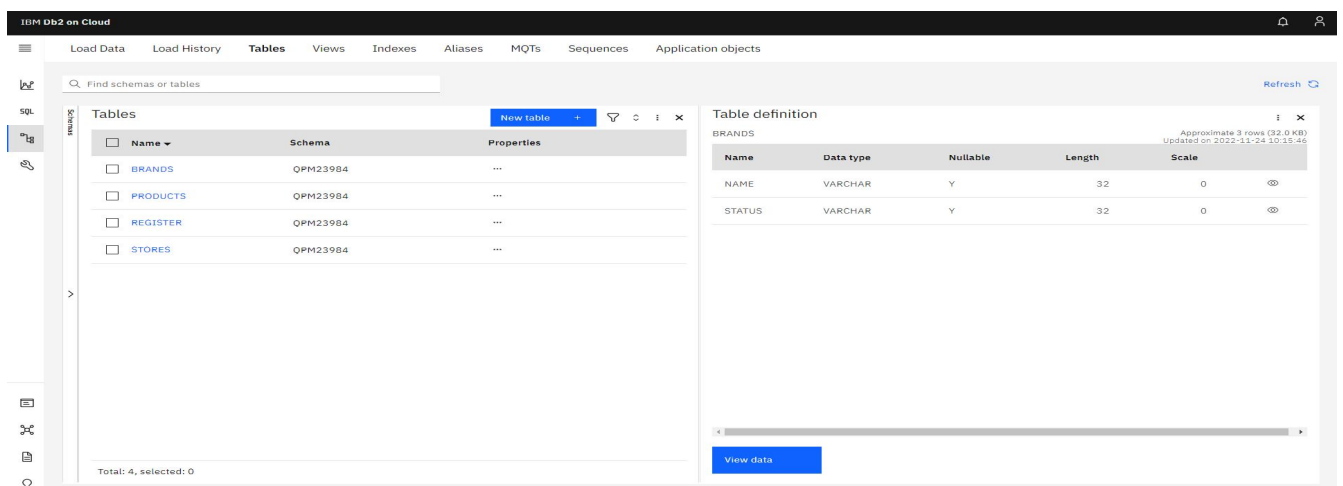 IBM Db2 on Cloud
Load Data Load History Tables Views Indexes Aliases MQTs Sequences Application objects
Find schemas or tables
Refresh
SQL
Schemas
Tables
New table +
Name Schema Properties
BRANDS QPM23984 ...
PRODUCTS QPM23984 ...
REGISTER QPM23984 ...
STORES QPM23984 ...
Total: 4, selected: 0
Table definition
BRANDS
Approximate 3 rows (32.0 KB)
Updated on 2022-11-24 10:15:46
Name Data type Nullable Length Scale
NAME VARCHAR Y 32 0
STATUS VARCHAR Y 32 0
View data